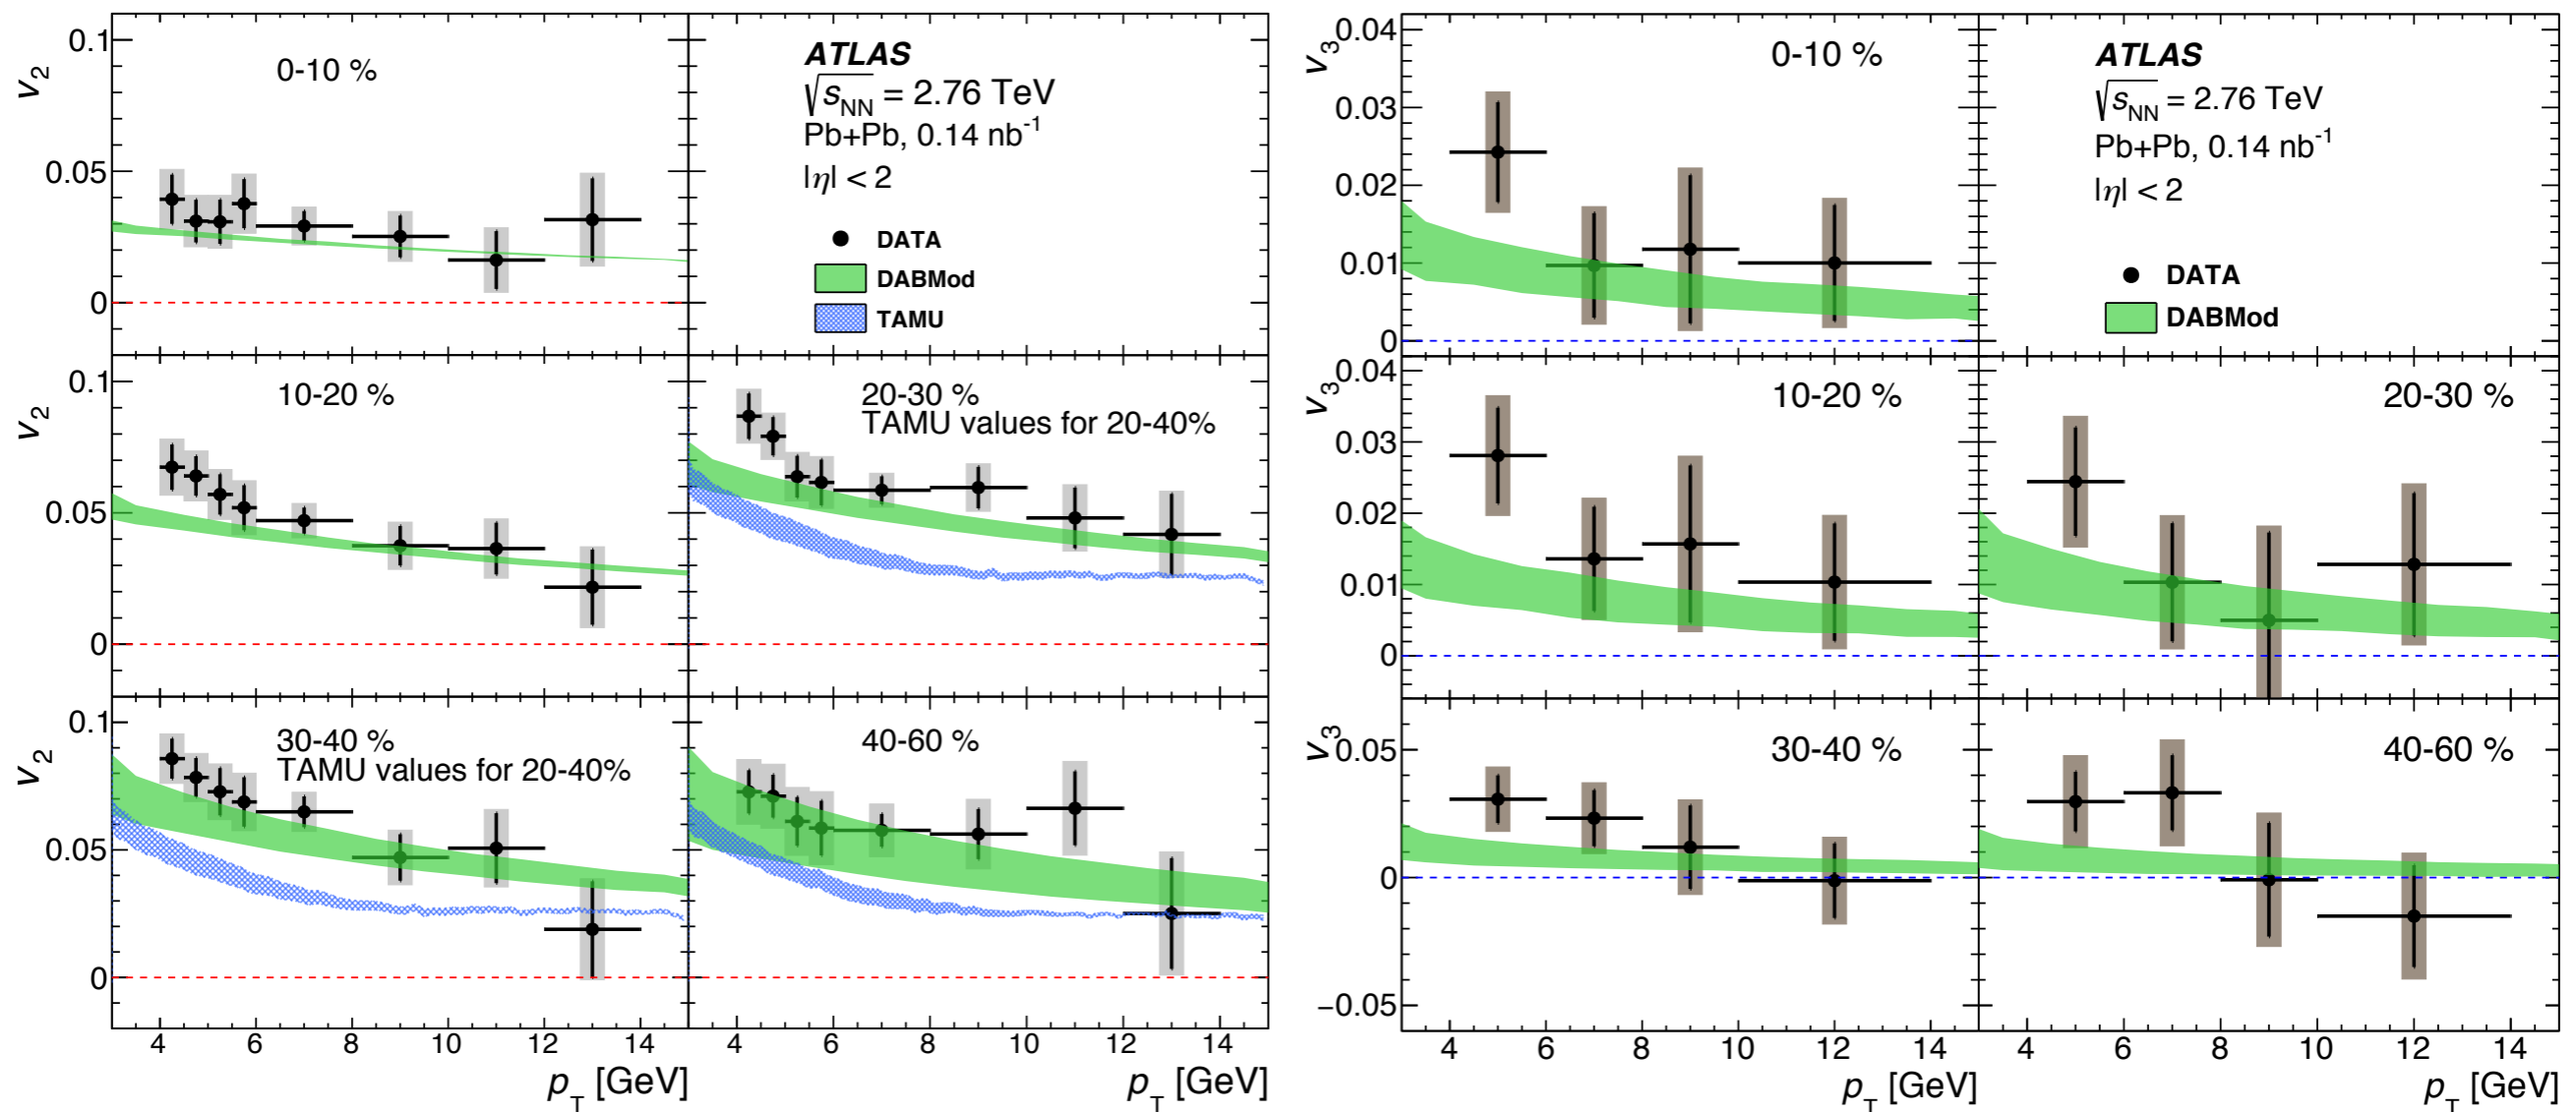 0.1
v2
0-10 %
0.05
0
ATLAS
√sNN = 2.76 TeV
Pb+Pb, 0.14 nb-1
|η| < 2
DATA
DABMod
TAMU
0.1
v2
10-20 %
0.05
0
20-30 %
TAMU values for 20-40%
0.1
v2
30-40 %
TAMU values for 20-40%
0.05
0
40-60 %
4 6 8 10 12 14
pT [GeV]
4 6 8 10 12 14
pT [GeV]
0.04
v3
0-10 %
0.03
0.02
0.01
0
ATLAS
√sNN = 2.76 TeV
Pb+Pb, 0.14 nb-1
|η| < 2
DATA
DABMod
0.04
v3
10-20 %
0.03
0.02
0.01
0
20-30 %
v3
0.05
30-40 %
0
−0.05
40-60 %
4 6 8 10 12 14
pT [GeV]
4 6 8 10 12 14
pT [GeV]